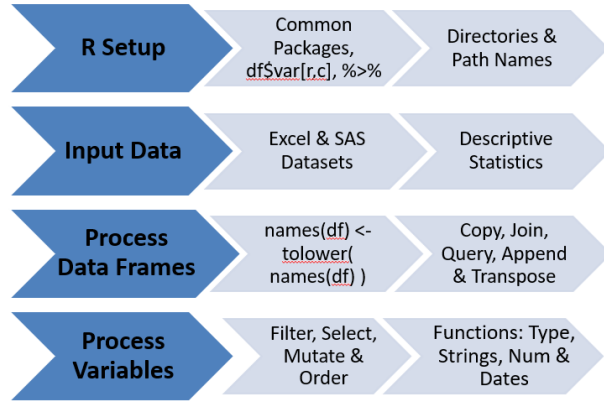 R Setup
Common
Packages,
df$var[r,c], %>%
Directories &
Path Names
Input Data
Excel & SAS
Datasets
Descriptive
Statistics
Process
Data Frames
names(df) <-
tolower(
names(df) )
Copy, Join,
Query, Append
& Transpose
Process
Variables
Filter, Select,
Mutate &
Order
Functions: Type,
Strings, Num &
Dates